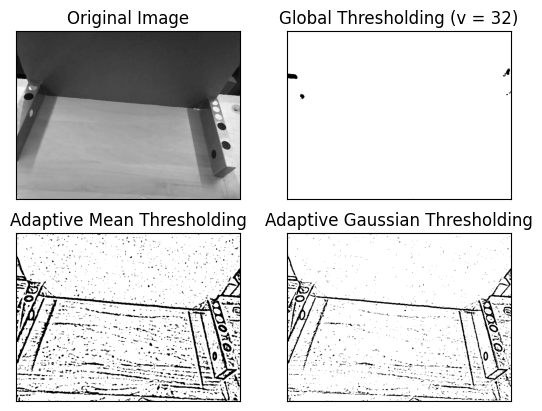 Original Image
Global Thresholding (v = 32)
Adaptive Mean Thresholding
Adaptive Gaussian Thresholding